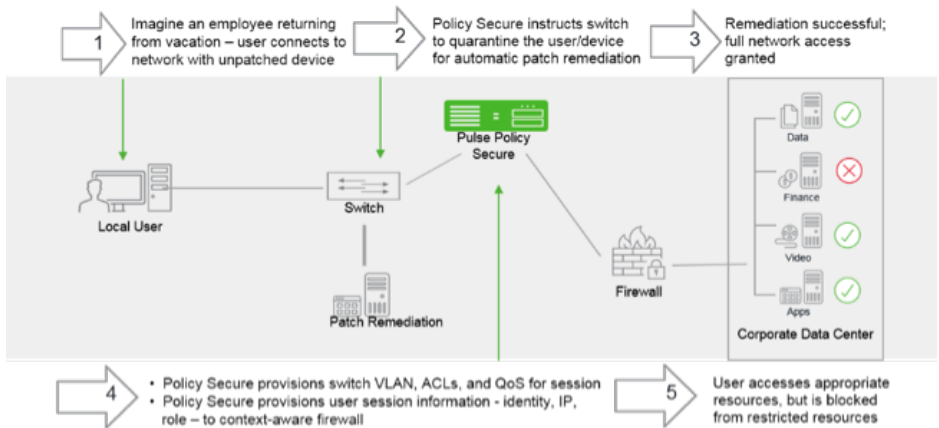 1
Imagine an employee returning
from vacation – user connects to
network with unpatched device
2
Policy Secure instructs switch
to quarantine the user/device
for automatic patch remediation
3
Remediation successful;
full network access
granted
Pulse Policy
Secure
Local User
Switch
Patch Remediation
Firewall
Data
Finance
Video
Apps
Corporate Data Center
4
• Policy Secure provisions switch VLAN, ACLs, and QoS for session
• Policy Secure provisions user session information - identity, IP,
role – to context-aware firewall
5
User accesses appropriate
resources, but is blocked
from restricted resources